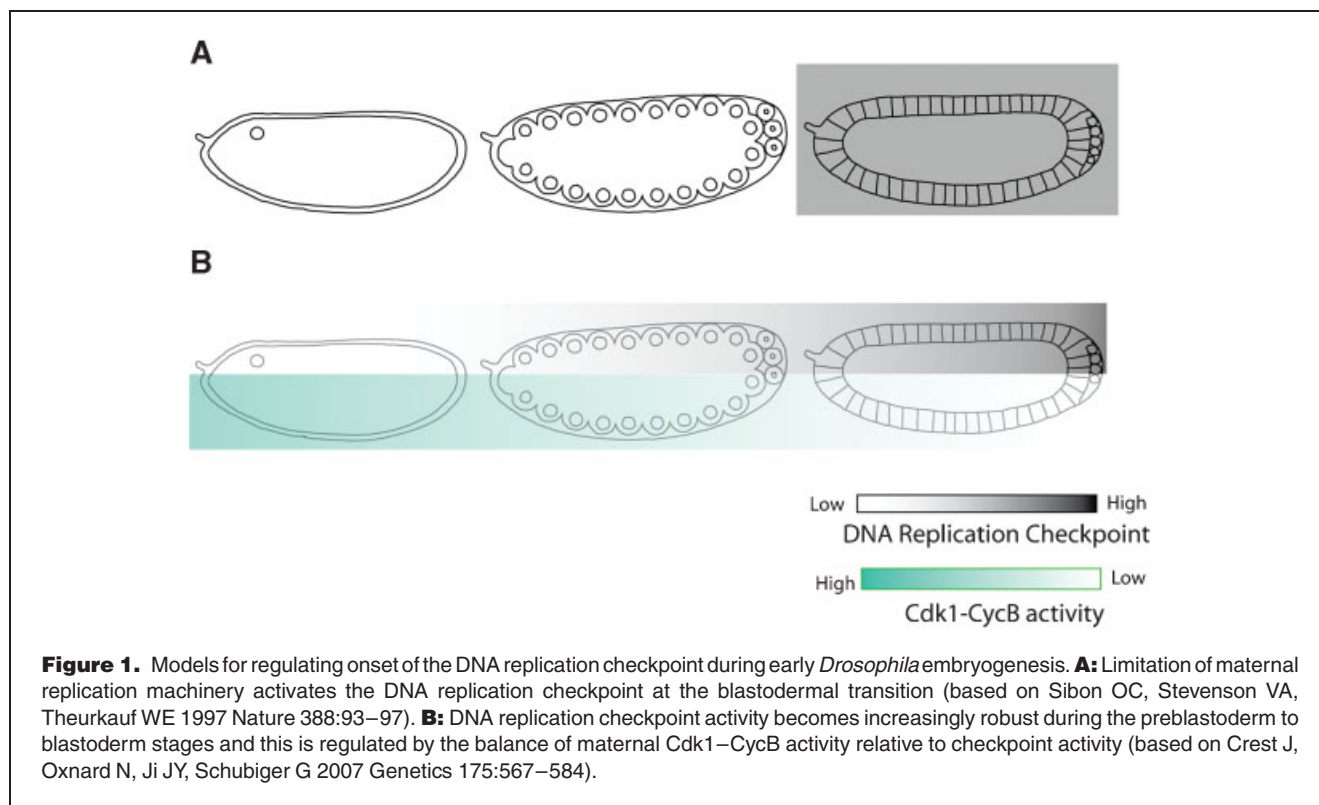 A
B
Low High
DNA Replication Checkpoint
High Low
Cdk1-CycB activity
Figure 1. Models for regulating onset of the DNA replication checkpoint during early Drosophila embryogenesis. A: Limitation of maternal
replication machinery activates the DNA replication checkpoint at the blastodermal transition (based on Sibon OC, Stevenson VA,
Theurkauf WE 1997 Nature 388:93–97). B: DNA replication checkpoint activity becomes increasingly robust during the preblastoderm to
blastoderm stages and this is regulated by the balance of maternal Cdk1–CycB activity relative to checkpoint activity (based on Crest J,
Oxnard N, Ji JY, Schubiger G 2007 Genetics 175:567–584).